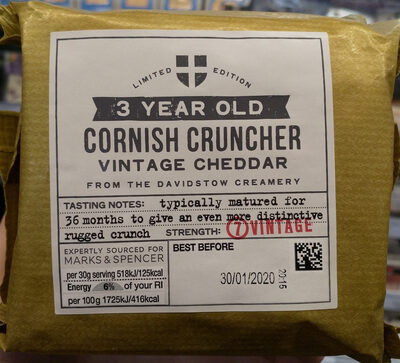 LIMITED EDITION
3 YEAR OLD
CORNISH CRUNCHER
VINTAGE CHEDDAR
FROM THE DAVIDSTOW CREAMERY
TASTING NOTES: typically matured for
36 months to give an even more distinctive
rugged crunch STRENGTH: 7 VINTAGE
EXPERTLY SOURCED FOR
MARKS & SPENCER
per 30g serving 518kJ/125kcal
Energy 6% of your RI
per 100g 1725kJ/416kcal
BEST BEFORE
30/01/2020 20:15